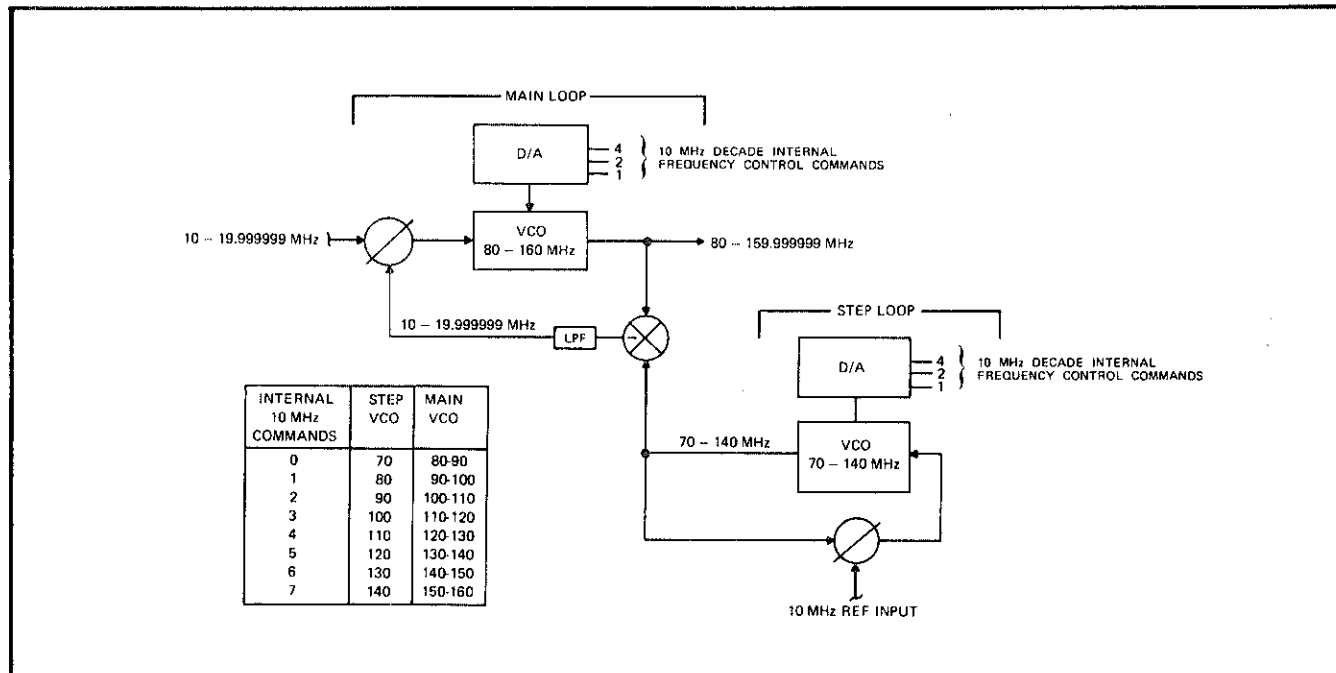 MAIN LOOP
D/A
4
2
1
10 MHz DECADE INTERNAL
FREQUENCY CONTROL COMMANDS
10 – 19.999999 MHz
VCO
80 – 160 MHz
80 – 159.999999 MHz
10 – 19.999999 MHz
LPF
STEP LOOP
D/A
4
2
1
10 MHz DECADE INTERNAL
FREQUENCY CONTROL COMMANDS
70 – 140 MHz
VCO
70 – 140 MHz
10 MHz REF INPUT
INTERNAL 10 MHz COMMANDS STEP VCO MAIN VCO
0 70 80-90
1 80 90-100
2 90 100-110
3 100 110-120
4 110 120-130
5 120 130-140
6 130 140-150
7 140 150-160